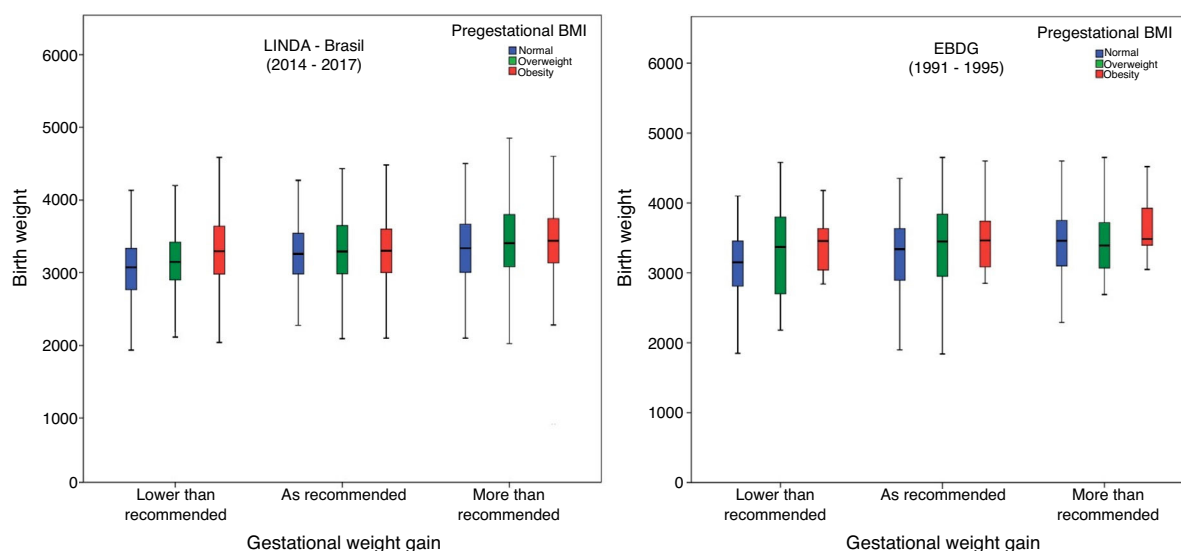 LINDA - Brasil
(2014 - 2017)
Pregestational BMI
Normal
Overweight
Obesity
Birth weight
6000
5000
4000
3000
2000
1000
0
Lower than
recommended
As recommended
More than
recommended
Gestational weight gain
EBDG
(1991 - 1995)
Pregestational BMI
Normal
Overweight
Obesity
Birth weight
6000
5000
4000
3000
2000
1000
0
Lower than
recommended
As recommended
More than
recommended
Gestational weight gain